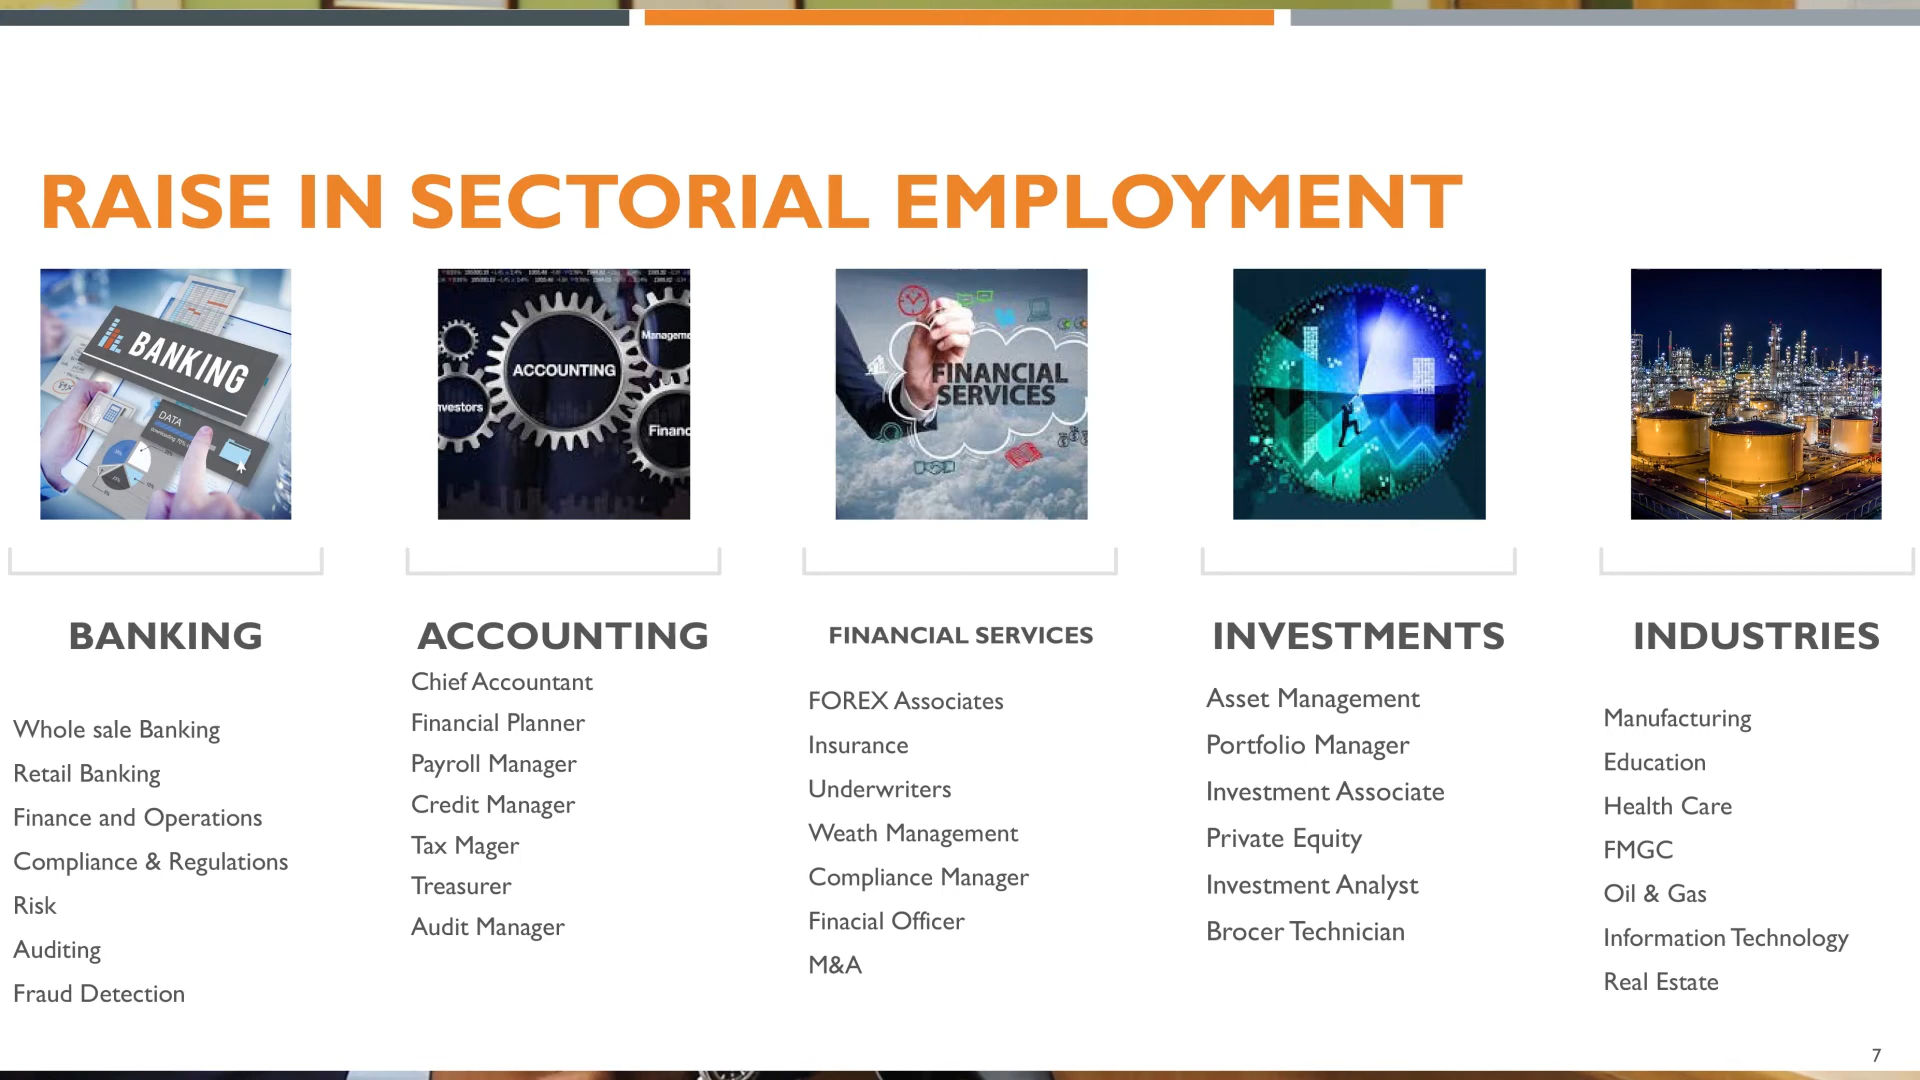 RAISE IN SECTORIAL EMPLOYMENT
BANKING
DATA
ACCOUNTING
Manageme
nvestors
Financ
FINANCIAL
SERVICES
BANKING
Whole sale Banking
Retail Banking
Finance and Operations
Compliance & Regulations
Risk
Auditing
Fraud Detection
ACCOUNTING
Chief Accountant
Financial Planner
Payroll Manager
Credit Manager
Tax Mager
Treasurer
Audit Manager
FINANCIAL SERVICES
FOREX Associates
Insurance
Underwriters
Weath Management
Compliance Manager
Finacial Officer
M&A
INVESTMENTS
Asset Management
Portfolio Manager
Investment Associate
Private Equity
Investment Analyst
Brocer Technician
INDUSTRIES
Manufacturing
Education
Health Care
FMGC
Oil & Gas
Information Technology
Real Estate
7